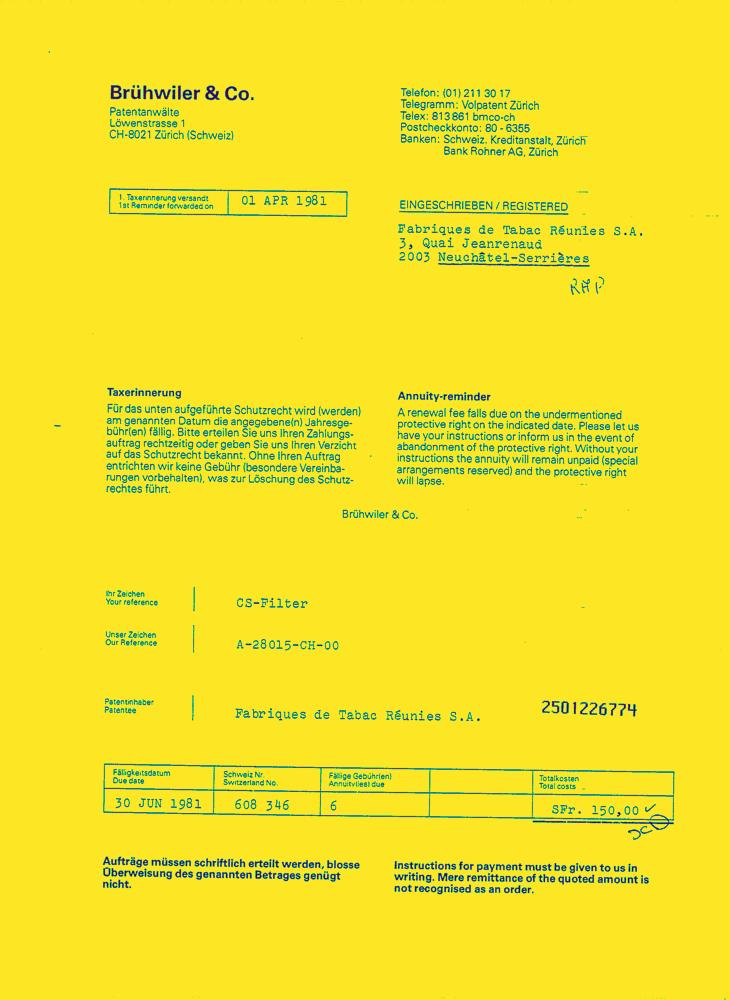 Brühwiler & Co.
Patentanwälte
Löwenstrasse 1
CH-8021 Zürich (Schweiz)
Telefon: (01) 211 30 17
Telegramm: Volpatent Zürich
Telex: 813 861 bmco-ch
Postcheckkonto: 80 - 6355
Banken: Schweiz. Kreditanstalt, Zürich
Bank Rohner AG, Zürich
1. Taxerinnerung versandt
1st Reminder forwarded on
01 APR 1981
EINGESCHRIEBEN / REGISTERED
Fabriques de Tabac Réunies S.A.
3, Quai Jeanrenaud
2003 Neuchâtel-Serrières
RHP
Taxerinnerung
Für das unten aufgeführte Schutzrecht wird (werden)
am genannten Datum die angegebene(n) Jahresge-
bühr(en) fällig. Bitte erteilen Sie uns Ihren Zahlungs-
auftrag rechtzeitig oder geben Sie uns Ihren Verzicht
auf das Schutzrecht bekannt. Ohne Ihren Auftrag
entrichten wir keine Gebühr (besondere Vereinba-
rungen vorbehalten), was zur Löschung des Schutz-
rechtes führt.
Annuity-reminder
A renewal fee falls due on the undermentioned
protective right on the indicated date. Please let us
have your instructions or inform us in the event of
abandonment of the protective right. Without your
instructions the annuity will remain unpaid (special
arrangements reserved) and the protective right
will lapse.
Brühwiler & Co.
Ihr Zeichen
Your reference
CS-Filter
Unser Zeichen
Our Reference
A-28015-CH-00
Patentinhaber
Patentee
Fabriques de Tabac Réunies S.A.
2501226774
Fälligkeitsdatum
Due date
30 JUN 1981
Schweiz Nr.
Switzerland No.
608 346
Fällige Gebühr(en)
Annuity(ies) due
6
Totalkosten
Total costs
SFr. 150,00
Aufträge müssen schriftlich erteilt werden, blosse
Überweisung des genannten Betrages genügt
nicht.
Instructions for payment must be given to us in
writing. Mere remittance of the quoted amount is
not recognised as an order.